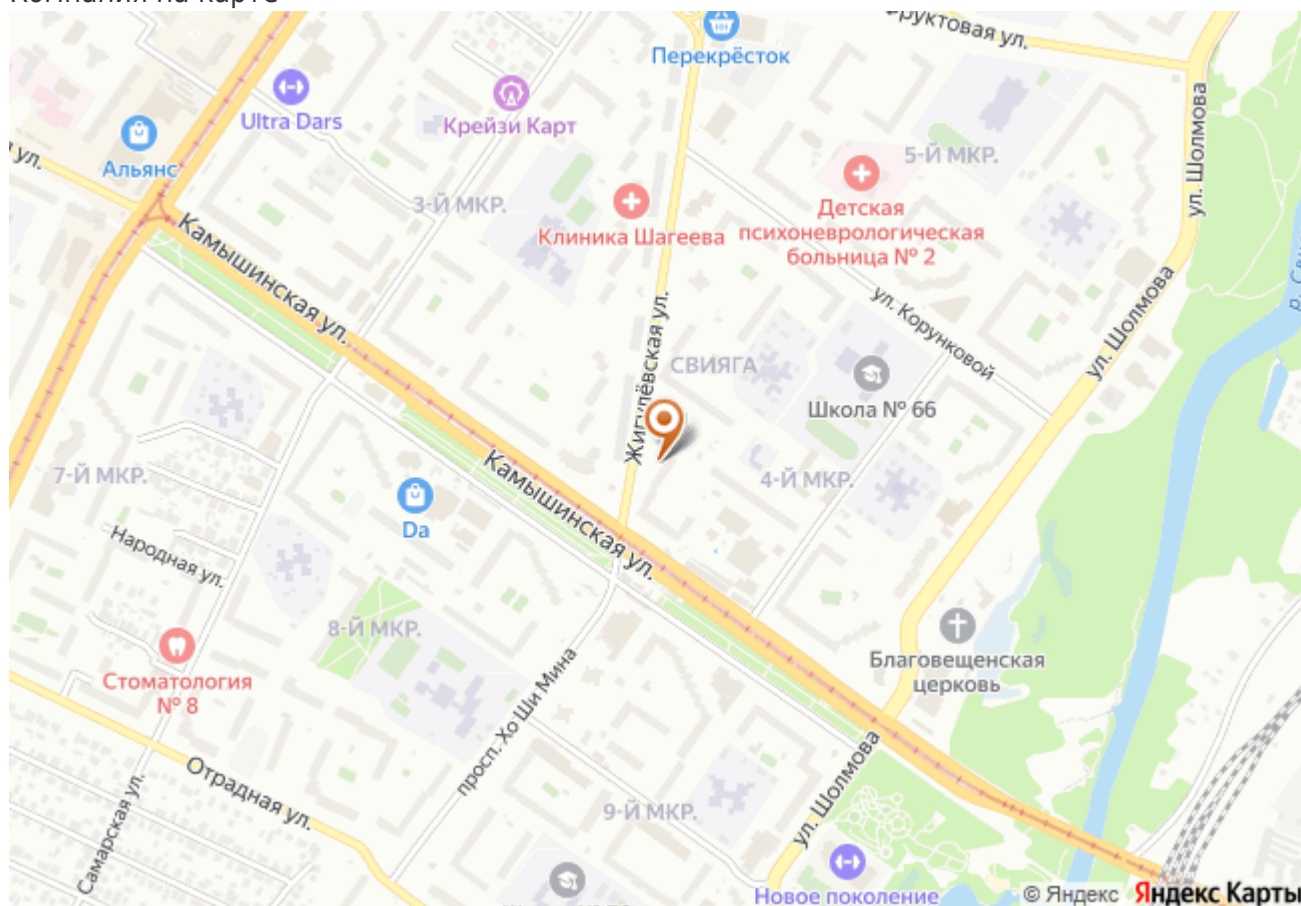 Компания на карте
Фруктовая ул.
Перекрёсток
Ultra Dars
Крейзи Карт
ул. Шолмова
5-Й МКР.
Альянс
ул.
3-Й МКР.
Клиника Шагеева
Детская
психоневрологическая
больница № 2
Камышинская ул.
ул. Корунковой
ул. Шолмова
Жигулёвская ул.
СВИЯГА
Школа № 66
7-Й МКР.
Камышинская ул.
4-Й МКР.
Da
Народная ул.
8-Й МКР.
Благовещенская
церковь
Стоматология
№ 8
просп. Хо Ши Мина
Отрадная ул.
Самарская ул.
9-Й МКР.
ул. Шолмова
Новое поколение
© Яндекс Яндекс Карты